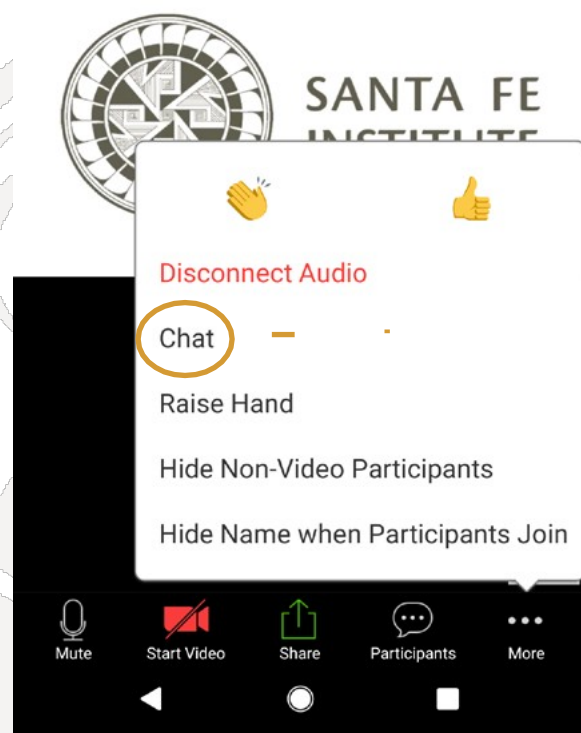 SANTA FE
INSTITUTE
Disconnect Audio
Chat
Raise Hand
Hide Non-Video Participants
Hide Name when Participants Join
Mute Start Video Share Participants More